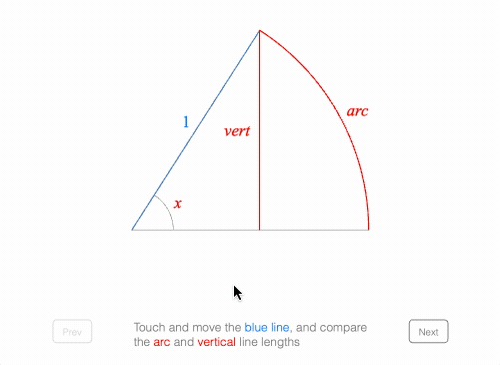 1
vert
arc
x
Prev
Touch and move the blue line, and compare
the arc and vertical line lengths
Next